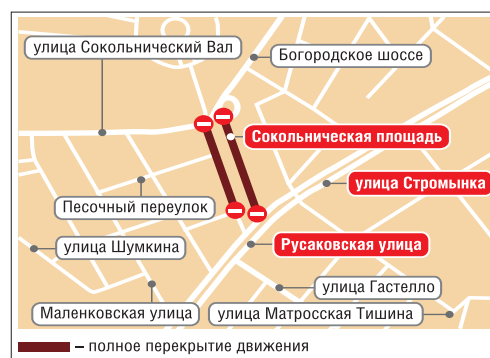 улица Сокольнический Вал
Богородское шоссе
Сокольническая площадь
улица Стромынка
Песочный переулок
улица Шумкина
Русаковская улица
улица Гастелло
Маленковская улица
улица Матросская Тишина
– полное перекрытие движения